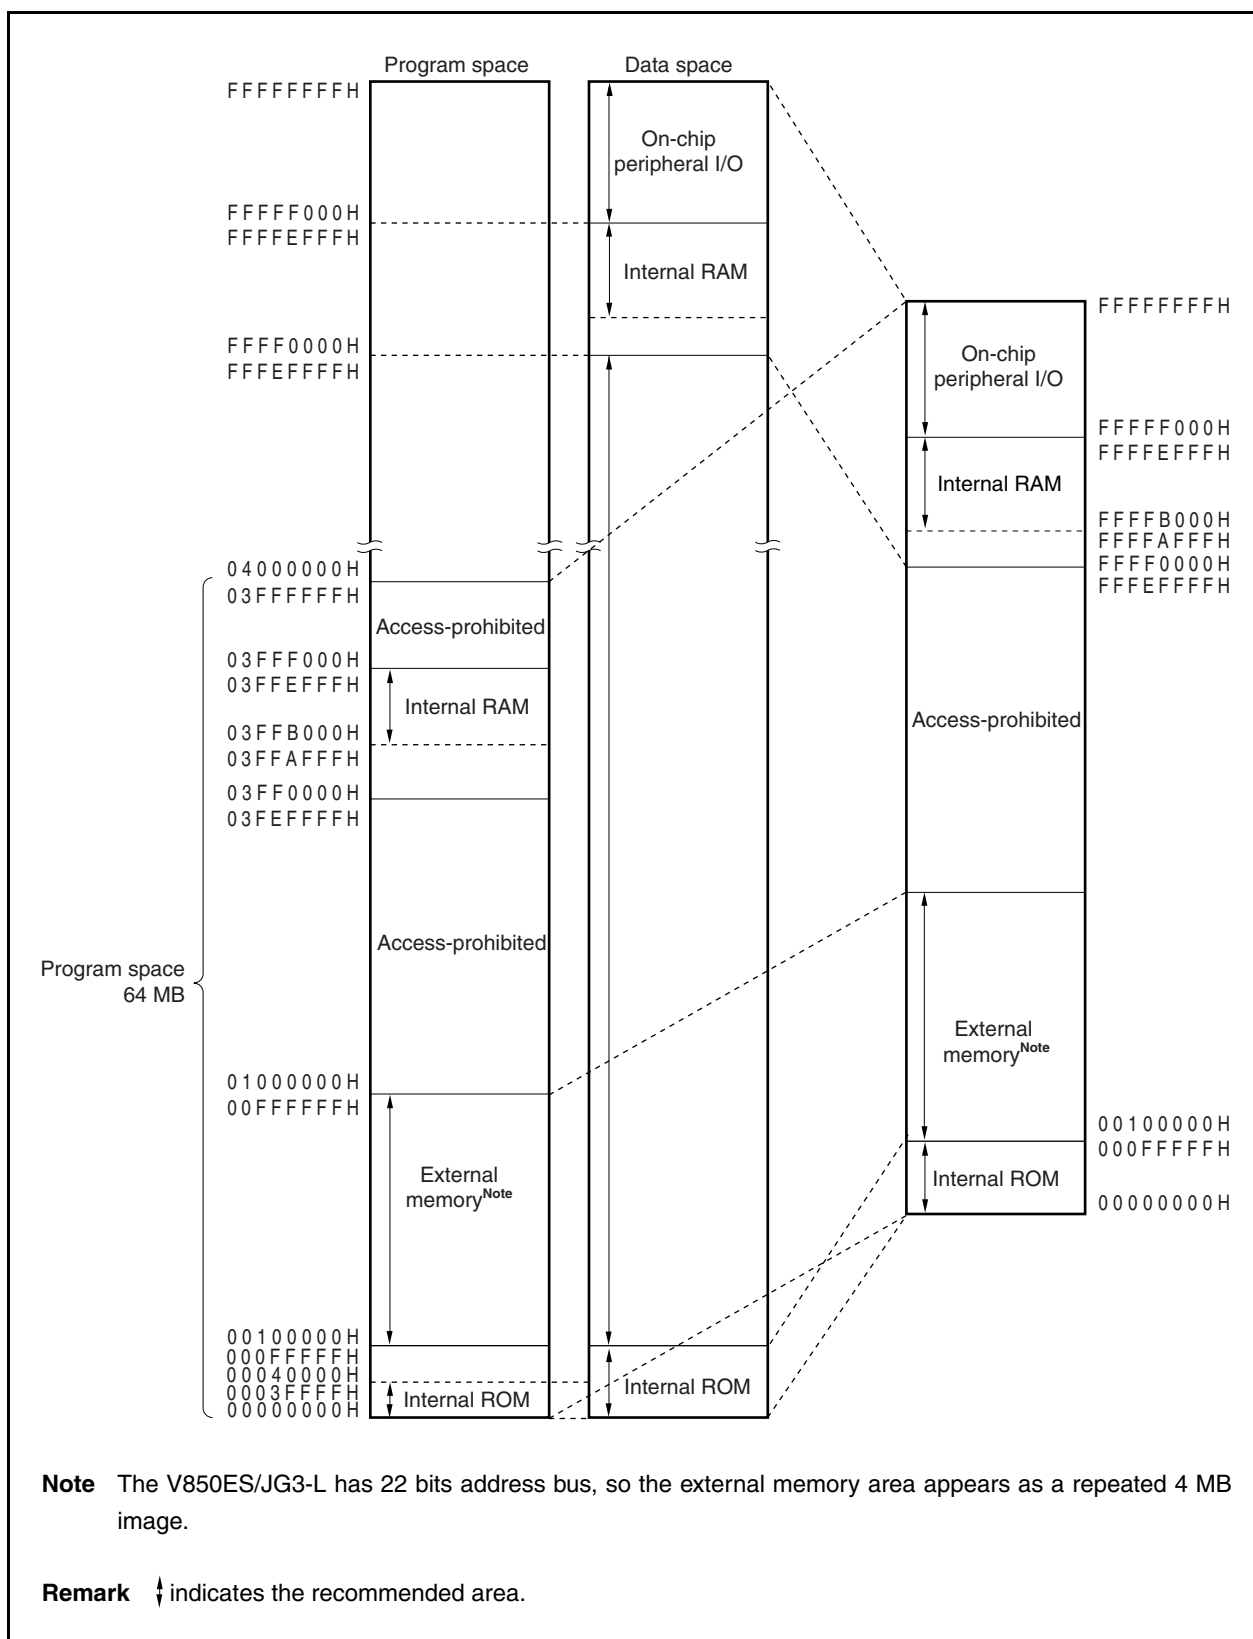 Program space
Data space
FFFFFFFFH
On-chip
peripheral I/O
FFFFF000H
FFFFEFFFH
Internal RAM
FFFF0000H
FFFEFFFFH
04000000H
03FFFFFFH
Access-prohibited
03FFF000H
03FFEFFFH
Internal RAM
03FFB000H
03FFAFFFH
03FF0000H
03FEFFFFH
Access-prohibited
Program space
64 MB
01000000H
00FFFFFFH
External
memoryNote
00100000H
000FFFFFH
00040000H
0003FFFFH
00000000H
Internal ROM
Internal ROM
FFFFFFFFH
On-chip
peripheral I/O
FFFFF000H
FFFFEFFFH
Internal RAM
FFFFB000H
FFFFAFFFH
FFFF0000H
FFFEFFFFH
Access-prohibited
External
memoryNote
00100000H
000FFFFFH
Internal ROM
00000000H
Note The V850ES/JG3-L has 22 bits address bus, so the external memory area appears as a repeated 4 MB
image.
Remark indicates the recommended area.